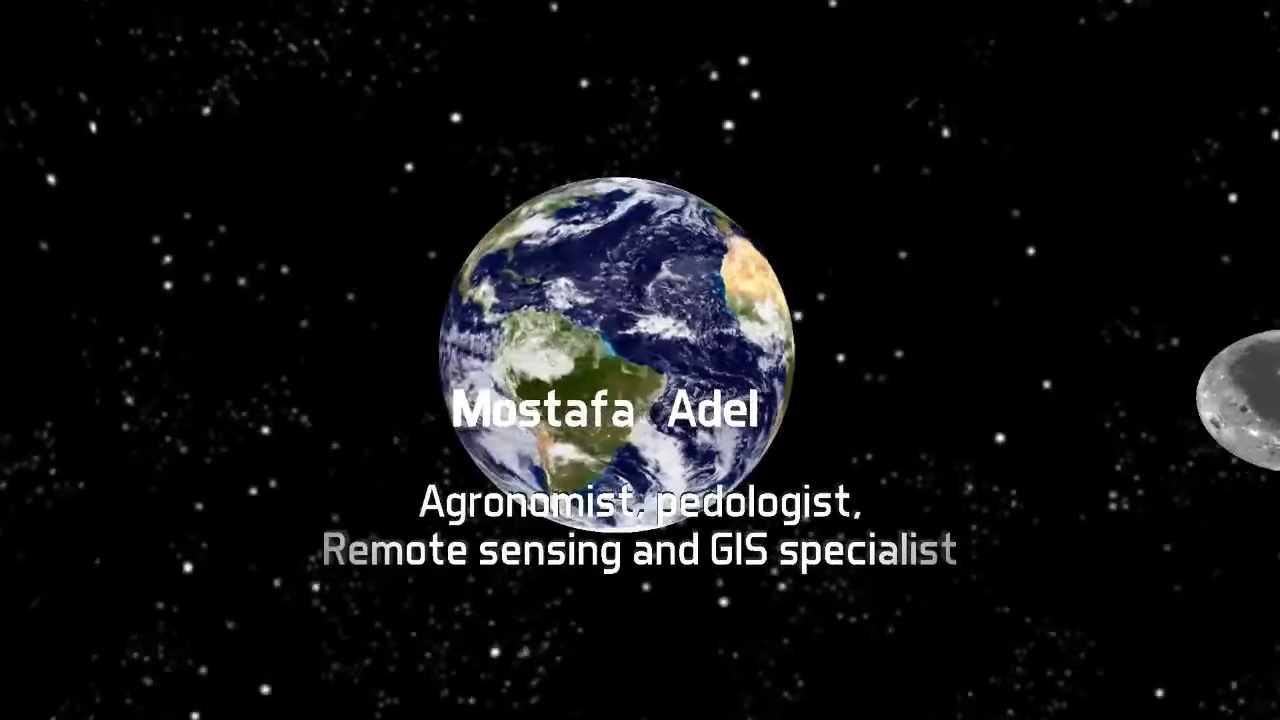 Mostafa Adel
Agronomist, pedologist,
Remote sensing and GIS specialist